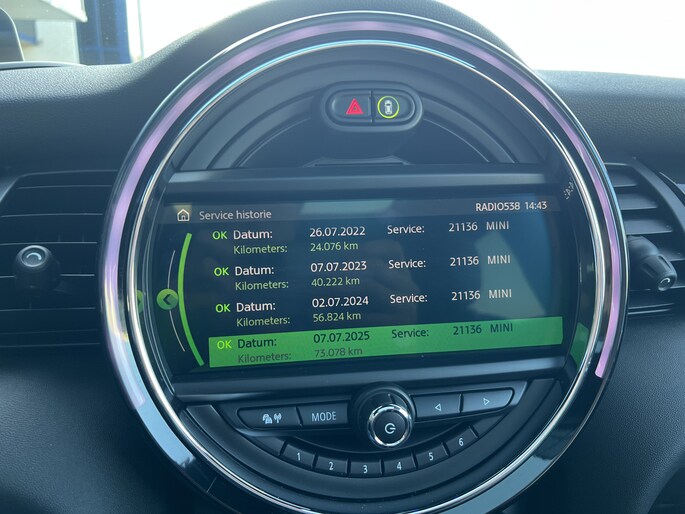 Service historie RADIO538 14:43
OK Datum: 26.07.2022 Service: 21136 MINI
Kilometers: 24.076 km
OK Datum: 07.07.2023 Service: 21136 MINI
Kilometers: 40.222 km
OK Datum: 02.07.2024 Service: 21136 MINI
Kilometers: 56.824 km
OK Datum: 07.07.2025 Service: 21136 MINI
Kilometers: 73.078 km
MODE
1 2 3 4 5 6